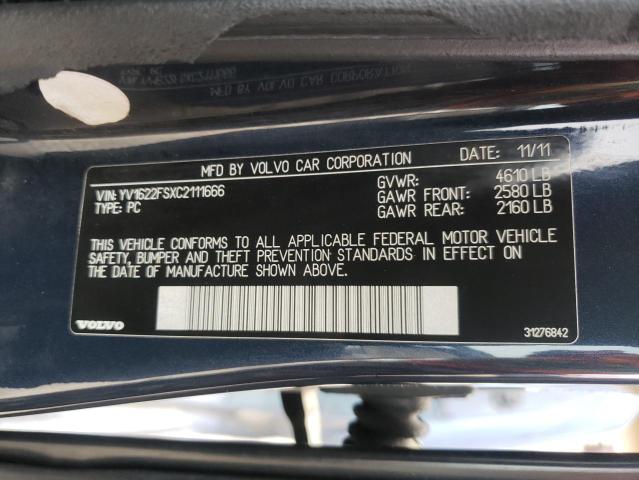 MFD BY VOLVO CAR CORPORATION DATE: 11/11
VIN: YV1622FSXC2111666 GVWR: 4610 LB
TYPE: PC GAWR FRONT: 2580 LB
GAWR REAR: 2160 LB
THIS VEHICLE CONFORMS TO ALL APPLICABLE FEDERAL MOTOR VEHICLE
SAFETY, BUMPER AND THEFT PREVENTION STANDARDS IN EFFECT ON
THE DATE OF MANUFACTURE SHOWN ABOVE.
VOLVO 31276842